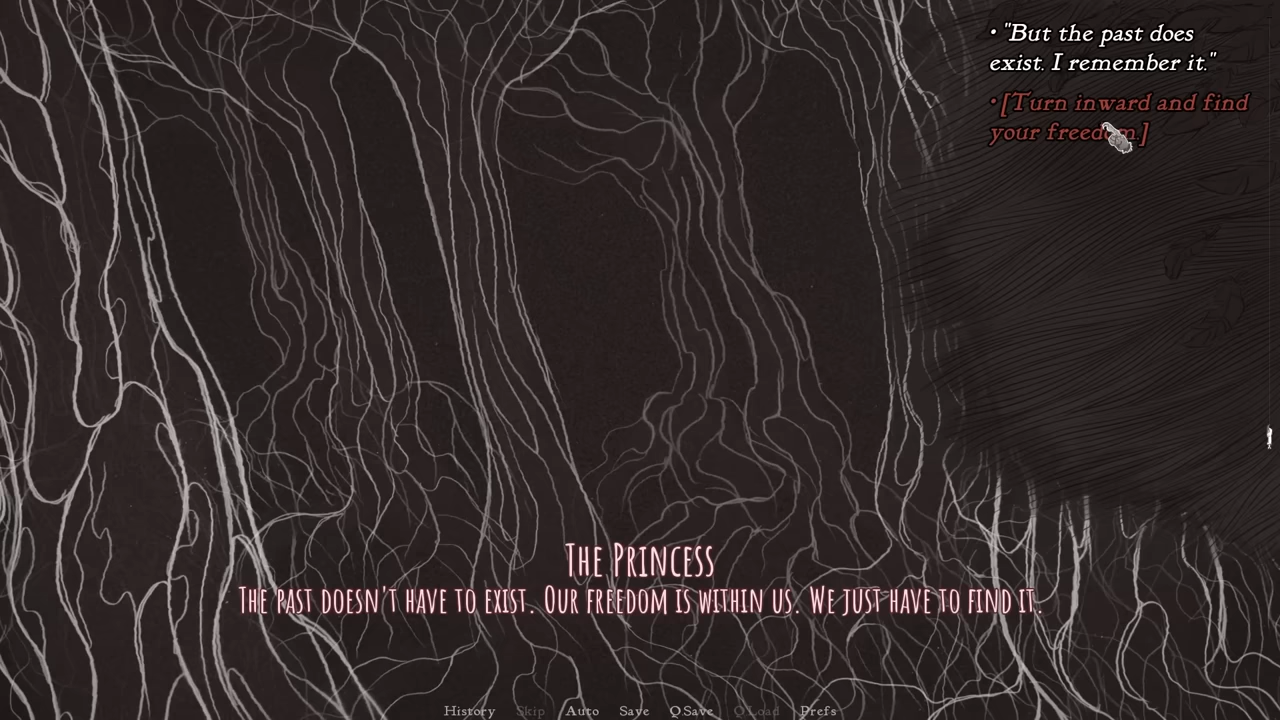 • "But the past does
exist. I remember it."
• [Turn inward and find
your freedom.]
The Princess
The past doesn't have to exist. Our freedom is within us. We just have to find it.
History Skip Auto Save Q.Save Q.Load Prefs